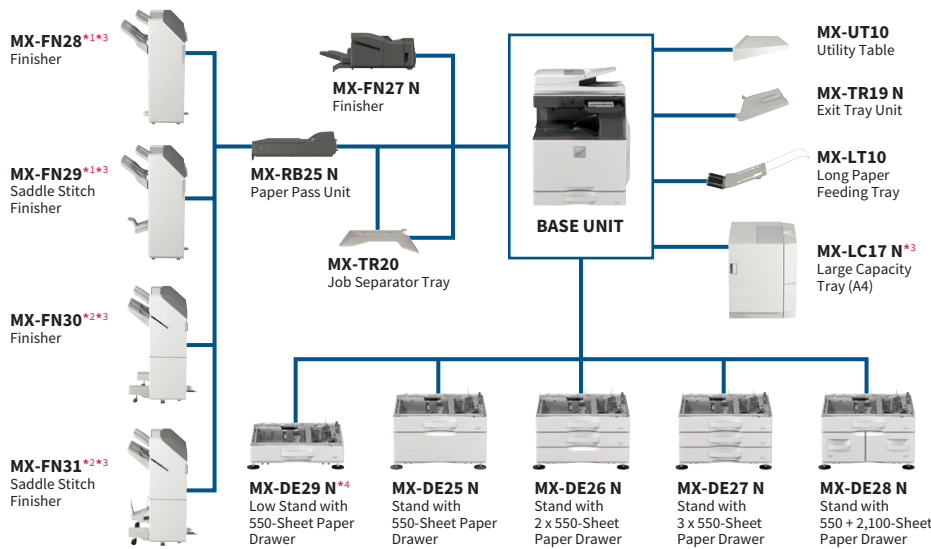 MX-FN28*1*3
Finisher
MX-FN29*1*3
Saddle Stitch
Finisher
MX-FN30*2*3
Finisher
MX-FN31*2*3
Saddle Stitch
Finisher
MX-FN27 N
Finisher
MX-RB25 N
Paper Pass Unit
MX-TR20
Job Separator Tray
BASE UNIT
MX-UT10
Utility Table
MX-TR19 N
Exit Tray Unit
MX-LT10
Long Paper
Feeding Tray
MX-LC17 N*3
Large Capacity
Tray (A4)
MX-DE29 N*4
Low Stand with
550-Sheet Paper
Drawer
MX-DE25 N
Stand with
550-Sheet Paper
Drawer
MX-DE26 N
Stand with
2 x 550-Sheet
Paper Drawer
MX-DE27 N
Stand with
3 x 550-Sheet
Paper Drawer
MX-DE28 N
Stand with
550 + 2,100-Sheet
Paper Drawer